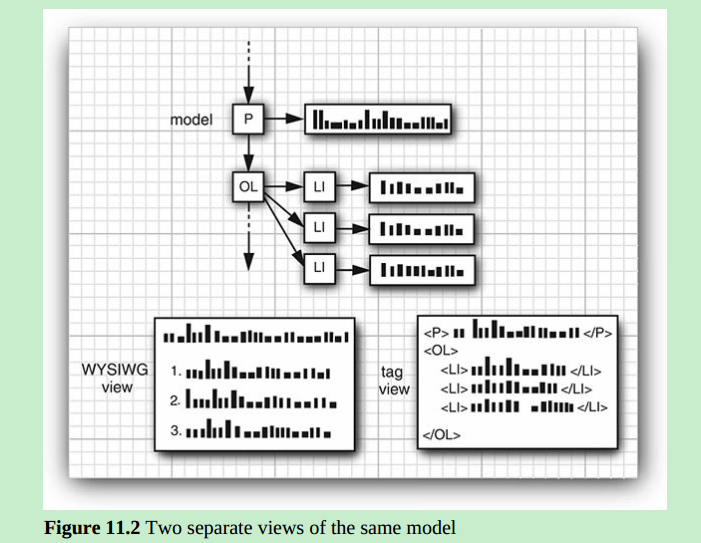 model
P
OL
LI
LI
LI
WYSIWG
view
1.
2.
3.
tag
view
<P> </P>
<OL>
<LI> </LI>
<LI> </LI>
<LI> </LI>
</OL>
Figure 11.2 Two separate views of the same model